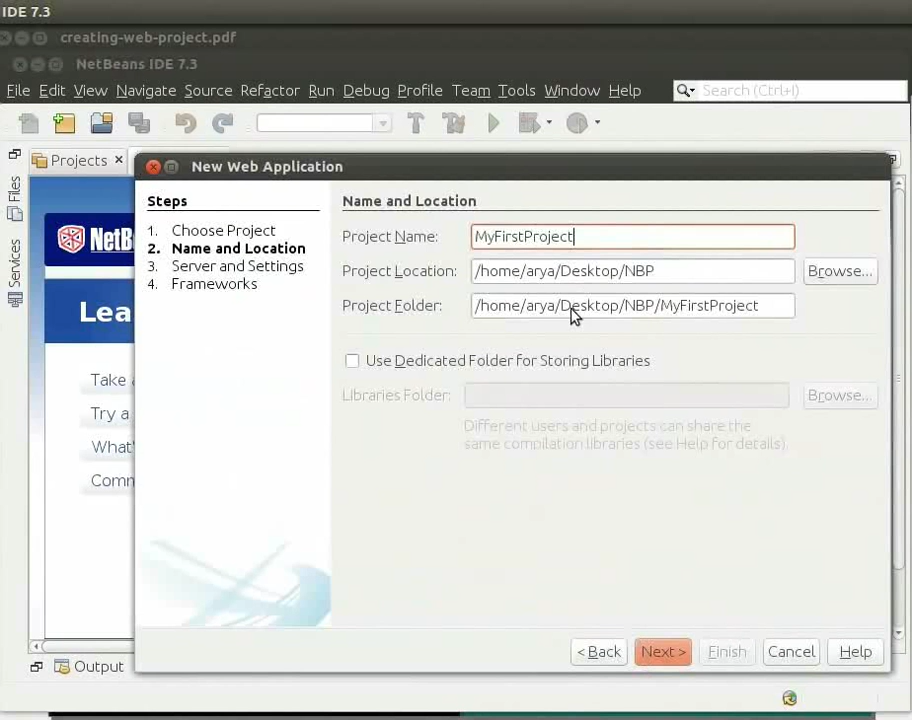 IDE 7.3
creating-web-project.pdf
NetBeans IDE 7.3
File Edit View Navigate Source Refactor Run Debug Profile Team Tools Window Help Search (Ctrl+I)
Projects
Files
Services
New Web Application
Steps
1. Choose Project
2. Name and Location
3. Server and Settings
4. Frameworks
Name and Location
Project Name: MyFirstProject
Project Location: /home/arya/Desktop/NBP Browse...
Project Folder: /home/arya/Desktop/NBP/MyFirstProject
Use Dedicated Folder for Storing Libraries
Libraries Folder: Browse...
Different users and projects can share the
same compilation libraries (see Help for details).
NetB
Lea
Take a
Try a
What'
Comm
< Back Next > Finish Cancel Help
Output